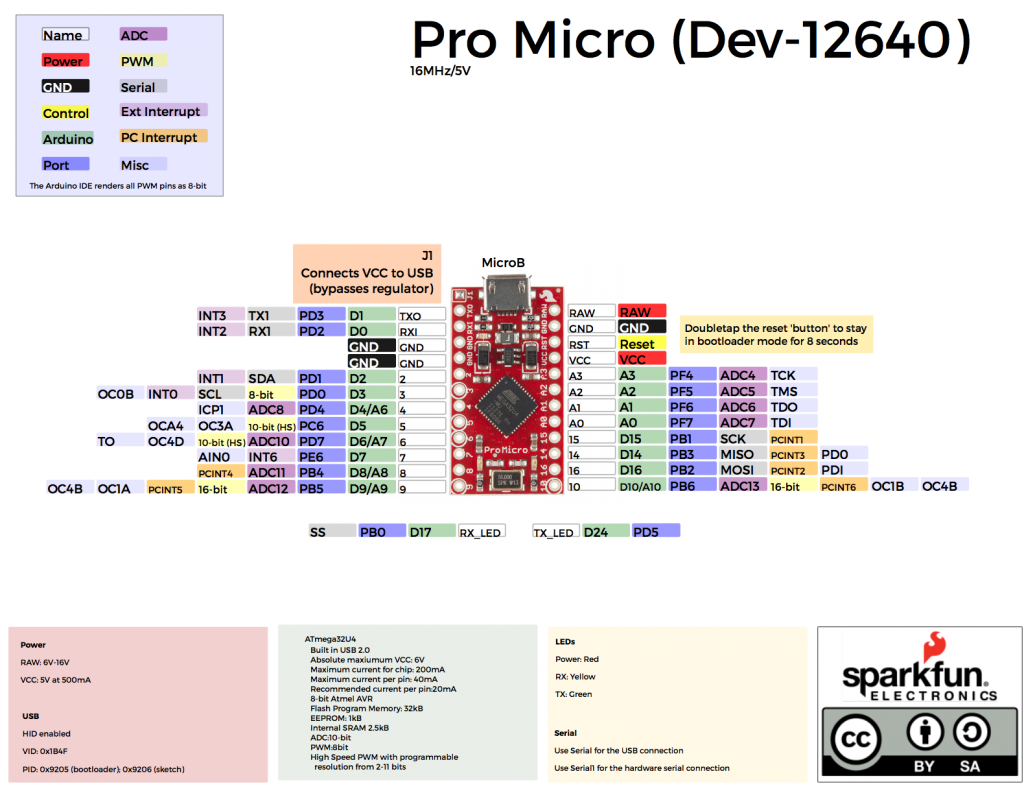 Pro Micro (Dev-12640)
16MHz/5V
Name ADC
Power PWM
GND Serial
Control Ext Interrupt
Arduino PC Interrupt
Port Misc
The Arduino IDE renders all PWM pins as 8-bit
J1
Connects VCC to USB
(bypasses regulator)
MicroB
Doubletap the reset 'button' to stay
in bootloader mode for 8 seconds
INT3 TX1 PD3 D1 TXO
INT2 RX1 PD2 D0 RXI
GND GND
GND GND
INT1 SDA PD1 D2 2
OC0B INT0 SCL 8-bit PD0 D3 3
ICP1 ADC8 PD4 D4/A6 4
OCA4 OC3A 10-bit (HS) PC6 D5 5
TO OC4D 10-bit (HS) ADC10 PD7 D6/A7 6
AIN0 INT6 PE6 D7 7
PCINT4 ADC11 PB4 D8/A8 8
OC4B OC1A PCINT5 16-bit ADC12 PB5 D9/A9 9
ProMicro
RAW RAW
GND GND
RST Reset
VCC VCC
A3 A3 PF4 ADC4 TCK
A2 A2 PF5 ADC5 TMS
A1 A1 PF6 ADC6 TDO
A0 A0 PF7 ADC7 TDI
15 D15 PB1 SCK PCINT1
14 D14 PB3 MISO PCINT3 PD0
16 D16 PB2 MOSI PCINT2 PDI
10 D10/A10 PB6 ADC13 16-bit PCINT6 OC1B OC4B
SS PB0 D17 RX_LED TX_LED D24 PD5
Power
RAW: 6V-16V
VCC: 5V at 500mA
USB
HID enabled
VID: 0x1B4F
PID: 0x9205 (bootloader); 0x9206 (sketch)
ATmega32U4
Built in USB 2.0
Absolute maxiumum VCC: 6V
Maximum current for chip: 200mA
Maximum current per pin: 40mA
Recommended current per pin:20mA
8-bit Atmel AVR
Flash Program Memory: 32kB
EEPROM: 1kB
Internal SRAM 2.5kB
ADC:10-bit
PWM:8bit
High Speed PWM with programmable
resolution from 2-11 bits
LEDs
Power: Red
RX: Yellow
TX: Green
Serial
Use Serial for the USB connection
Use Serial1 for the hardware serial connection
sparkfun.
ELECTRONICS
cc
BY SA